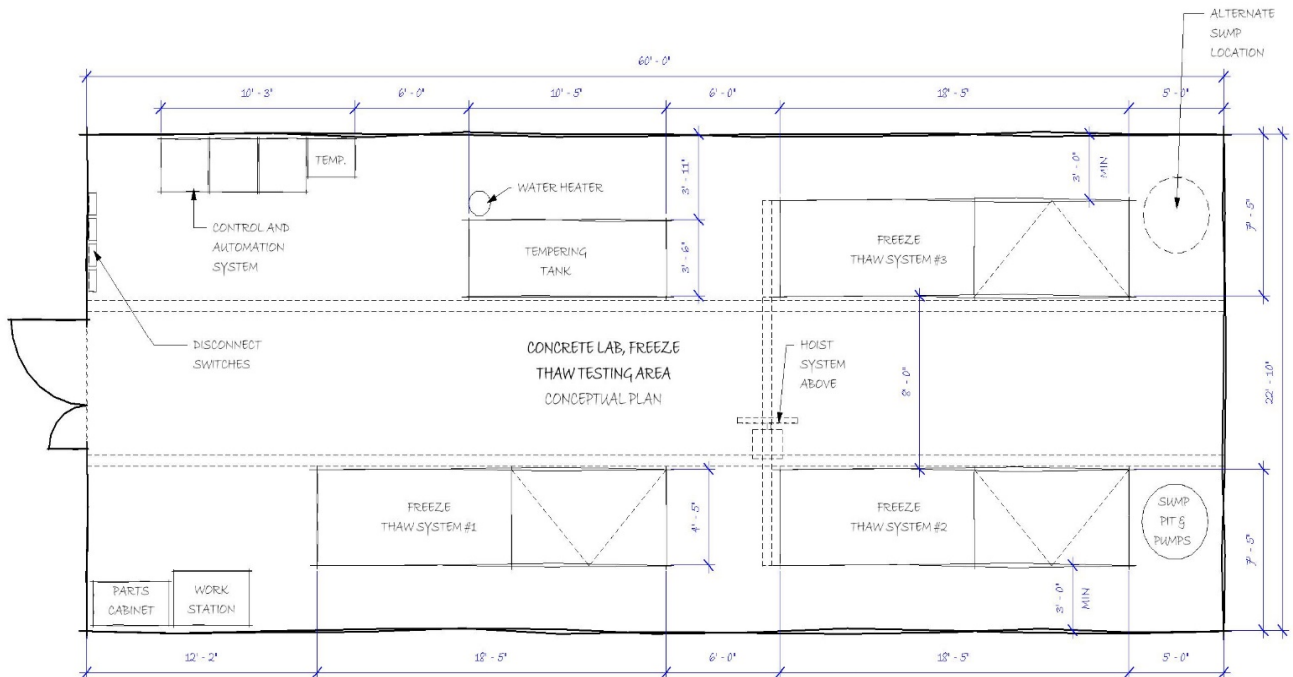 ALTERNATE
SUMP
LOCATION
60' - 0"
10' - 3"
6' - 0"
10' - 5"
6' - 0"
18' - 5"
5' - 0"
TEMP.
3' - 11"
3' - 0"
MIN
WATER HEATER
7' - 5"
CONTROL AND
AUTOMATION
SYSTEM
TEMPERING
TANK
3' - 6"
FREEZE
THAW SYSTEM #3
DISCONNECT
SWITCHES
CONCRETE LAB, FREEZE
THAW TESTING AREA
CONCEPTUAL PLAN
HOIST
SYSTEM
ABOVE
8' - 0"
22' - 10"
FREEZE
THAW SYSTEM #1
4' - 5"
FREEZE
THAW SYSTEM #2
SUMP
PIT &
PUMPS
7' - 5"
PARTS
CABINET
WORK
STATION
3' - 0"
MIN
12' - 2"
18' - 5"
6' - 0"
18' - 5"
5' - 0"